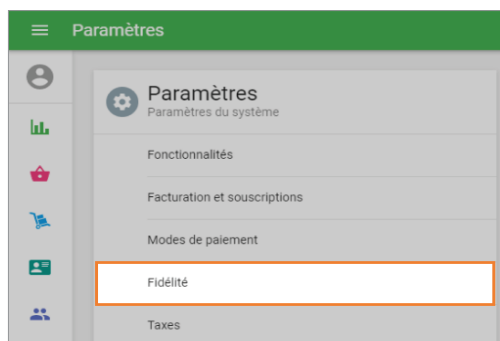 Paramètres
Paramètres
Paramètres du système
Fonctionnalités
Facturation et souscriptions
Modes de paiement
Fidélité
Taxes